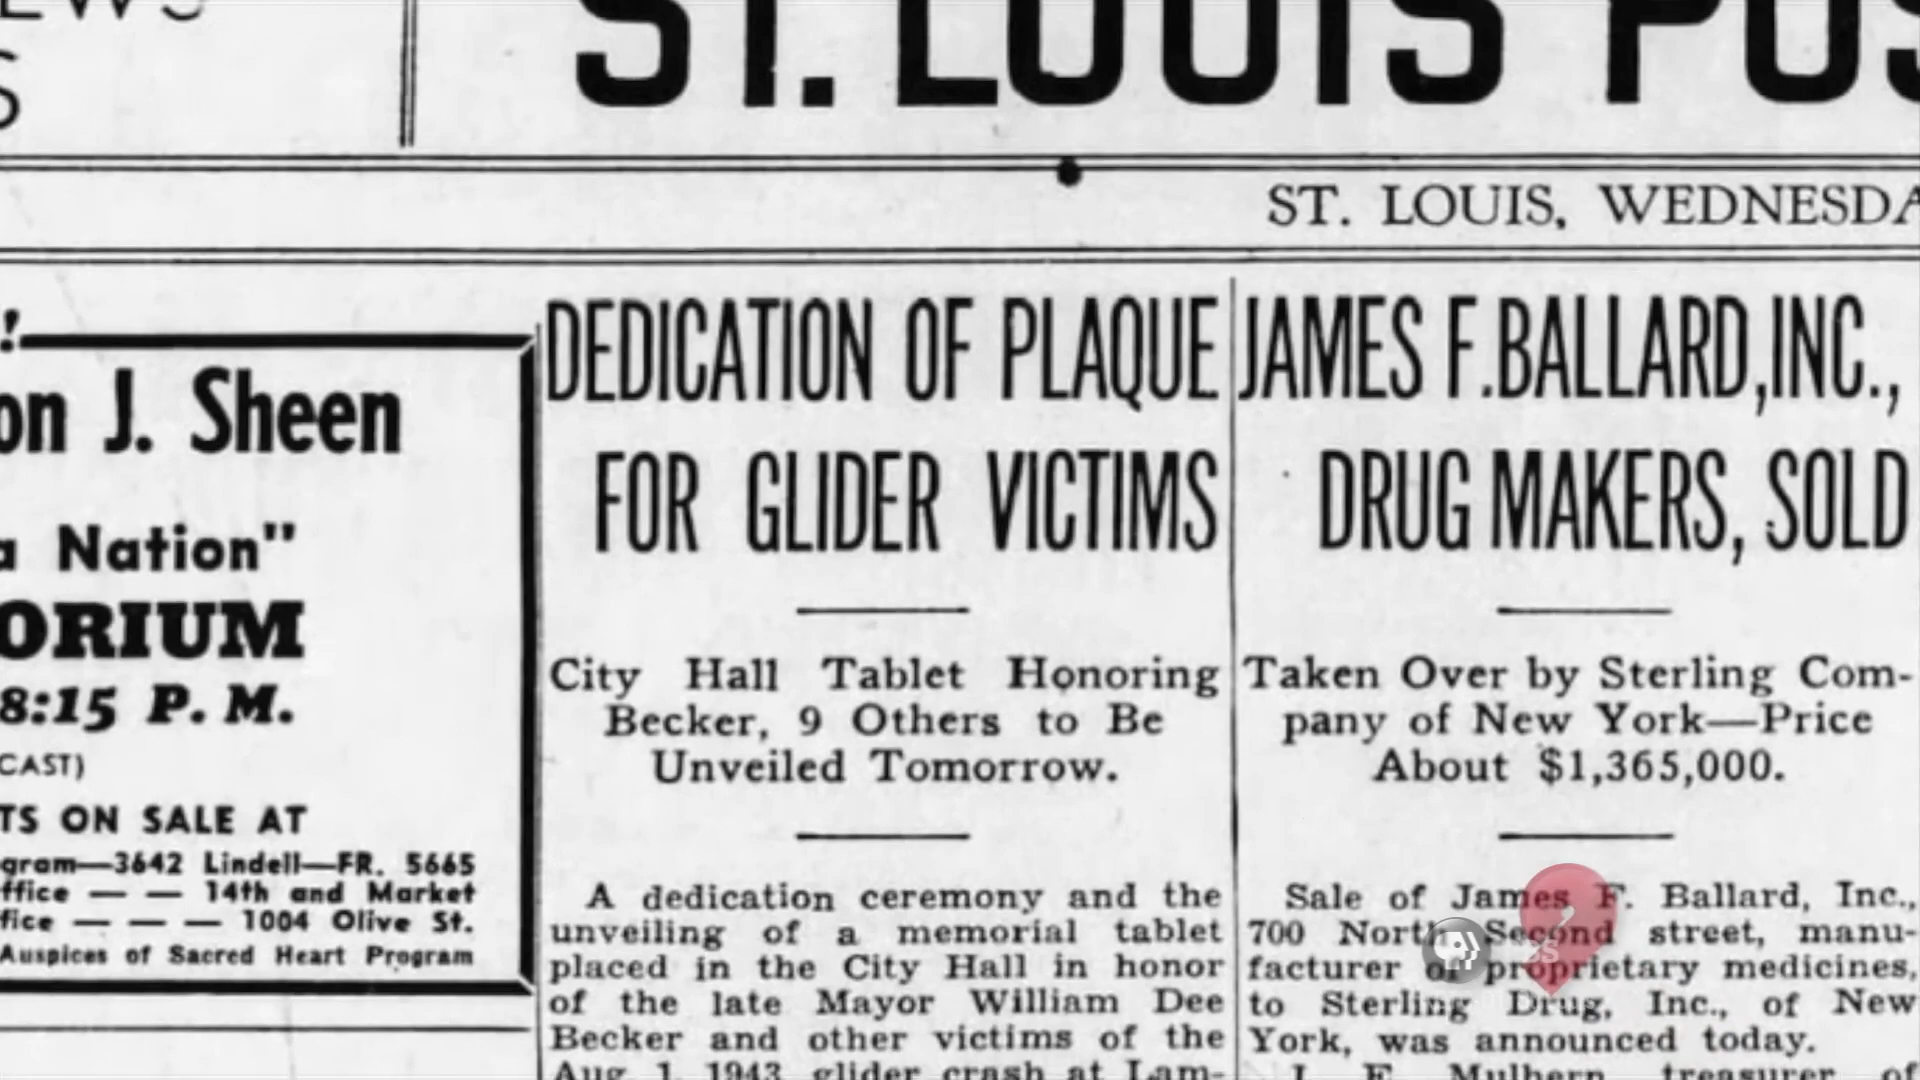 EWS
S
ST. LOUIS POS
ST. LOUIS, WEDNESDA
!
on J. Sheen
a Nation"
ORIUM
8:15 P. M.
CAST)
TS ON SALE AT
gram—3642 Lindell—FR. 5665
ffice — — 14th and Market
fice — — — 1004 Olive St.
Auspices of Sacred Heart Program
DEDICATION OF PLAQUE
FOR GLIDER VICTIMS
City Hall Tablet Honoring
Becker, 9 Others to Be
Unveiled Tomorrow.
A dedication ceremony and the
unveiling of a memorial tablet
placed in the City Hall in honor
of the late Mayor William Dee
Becker and other victims of the
Aug. 1, 1943, glider crash at Lam-
JAMES F. BALLARD, INC.,
DRUG MAKERS, SOLD
Taken Over by Sterling Com-
pany of New York—Price
About $1,365,000.
Sale of James F. Ballard, Inc.,
700 North Second street, manu-
facturer of proprietary medicines,
to Sterling Drug, Inc., of New
York, was announced today.
J. F. Mulhern, treasurer of